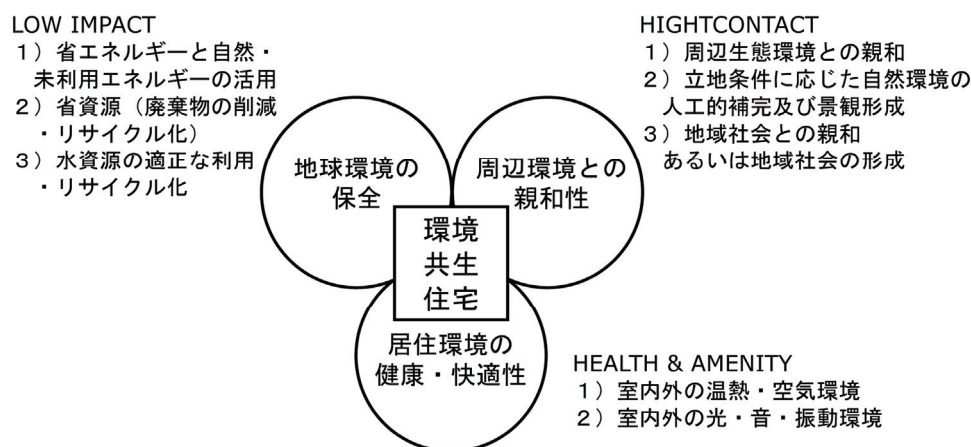 LOW IMPACT
1）省エネルギーと自然・
未利用エネルギーの活用
2）省資源（廃棄物の削減
・リサイクル化）
3）水資源の適正な利用
・リサイクル化
HIGHTCONTACT
1）周辺生態環境との親和
2）立地条件に応じた自然環境の
人工的補完及び景観形成
3）地域社会との親和
あるいは地域社会の形成
地球環境の
保全
周辺環境との
親和性
環境
共生
住宅
居住環境の
健康・快適性
HEALTH & AMENITY
1）室内外の温熱・空気環境
2）室内外の光・音・振動環境